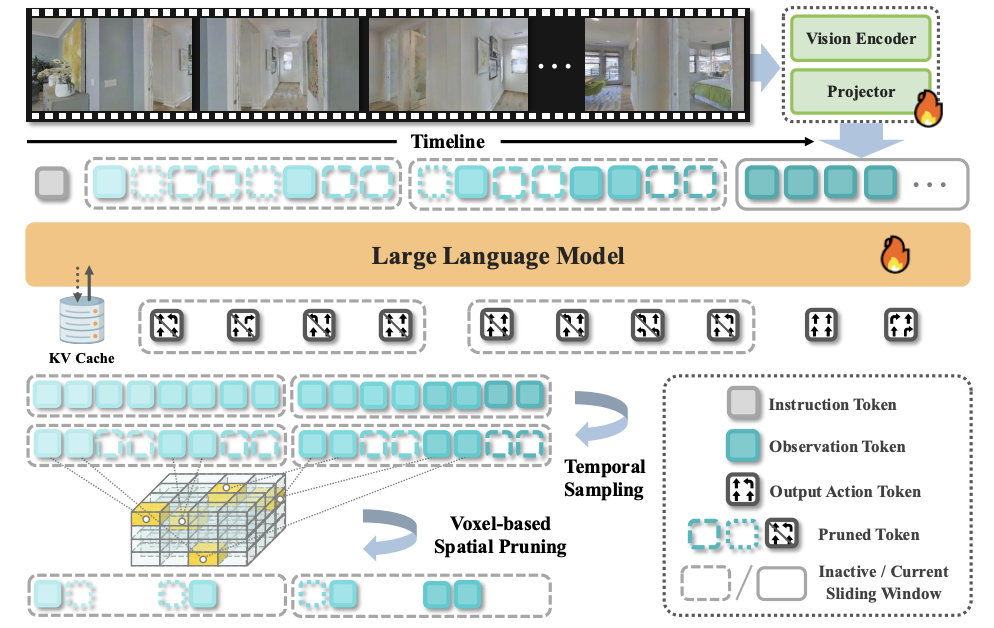 Vision Encoder
Projector
Timeline
Large Language Model
KV Cache
Temporal
Sampling
Voxel-based
Spatial Pruning
Instruction Token
Observation Token
Output Action Token
Pruned Token
Inactive / Current
Sliding Window